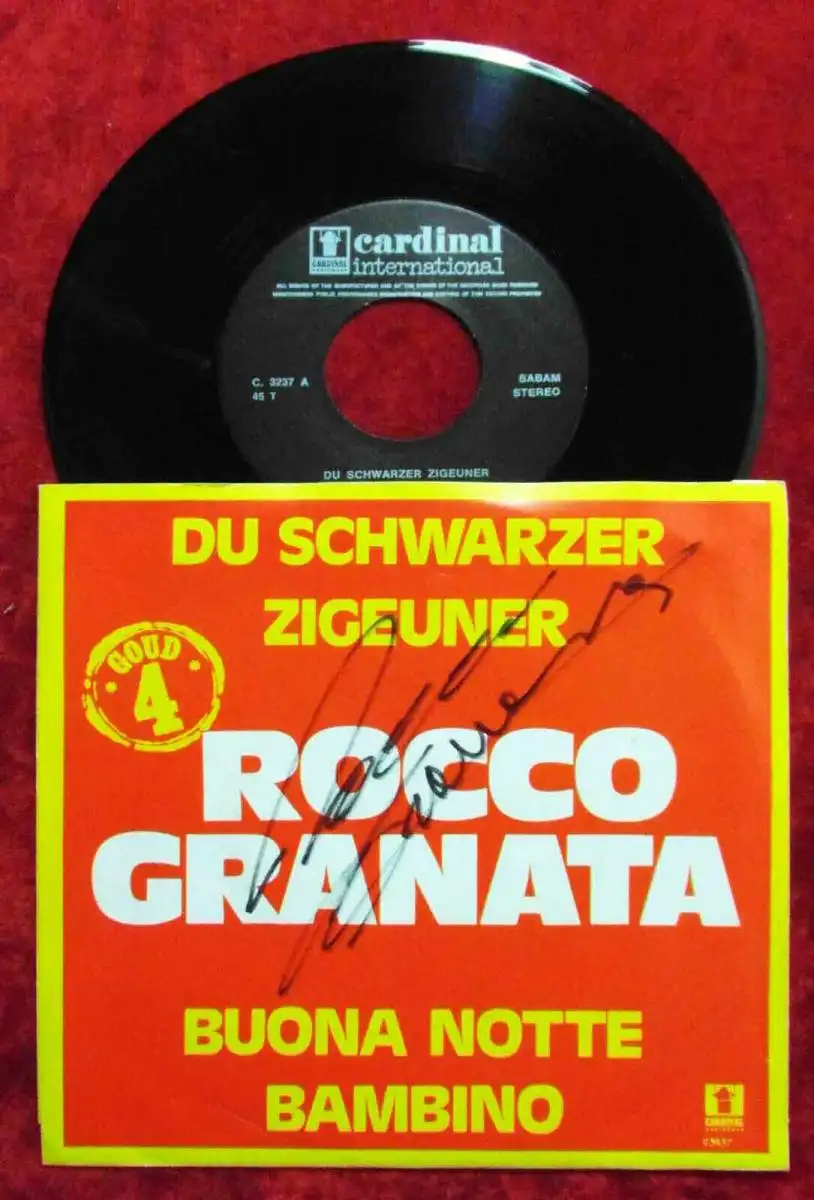 cardinal
international
CARDINAL
C. 3237 A
45 T
SABAM
STEREO
DU SCHWARZER ZIGEUNER
DU SCHWARZER
ZIGEUNER
GOUD
4
ROCCO
GRANATA
BUONA NOTTE
BAMBINO
CARDINAL